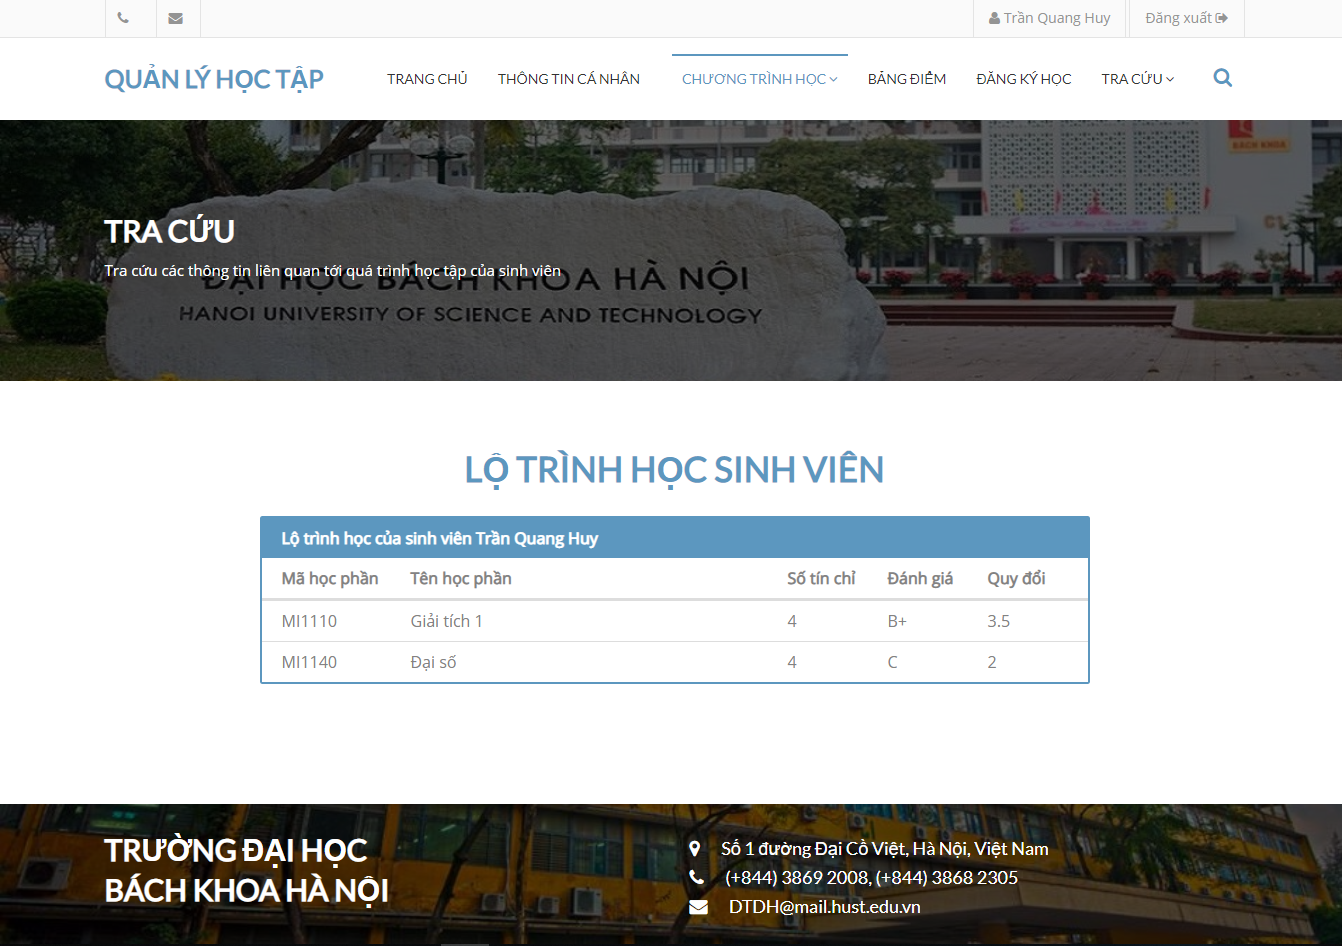 Trần Quang Huy
Đăng xuất
QUẢN LÝ HỌC TẬP
TRANG CHỦ
THÔNG TIN CÁ NHÂN
CHƯƠNG TRÌNH HỌC
BẢNG ĐIỂM
ĐĂNG KÝ HỌC
TRA CỨU
BÁCH KHOA
C1
TRA CỨU
Tra cứu các thông tin liên quan tới quá trình học tập của sinh viên
ĐẠI HỌC BÁCH KHOA HÀ NỘI
HANOI UNIVERSITY OF SCIENCE AND TECHNOLOGY
LỘ TRÌNH HỌC SINH VIÊN
Lộ trình học của sinh viên Trần Quang Huy
Mã học phần Tên học phần Số tín chỉ Đánh giá Quy đổi
MI1110 Giải tích 1 4 B+ 3.5
MI1140 Đại số 4 C 2
TRƯỜNG ĐẠI HỌC
BÁCH KHOA HÀ NỘI
Số 1 đường Đại Cồ Việt, Hà Nội, Việt Nam
(+844) 3869 2008, (+844) 3868 2305
DTDH@mail.hust.edu.vn